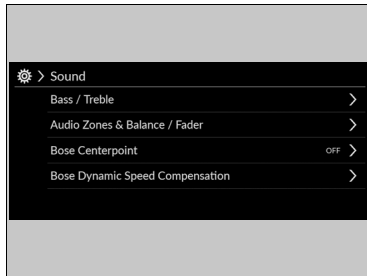 Sound
Bass / Treble
Audio Zones & Balance / Fader
Bose Centerpoint OFF
Bose Dynamic Speed Compensation